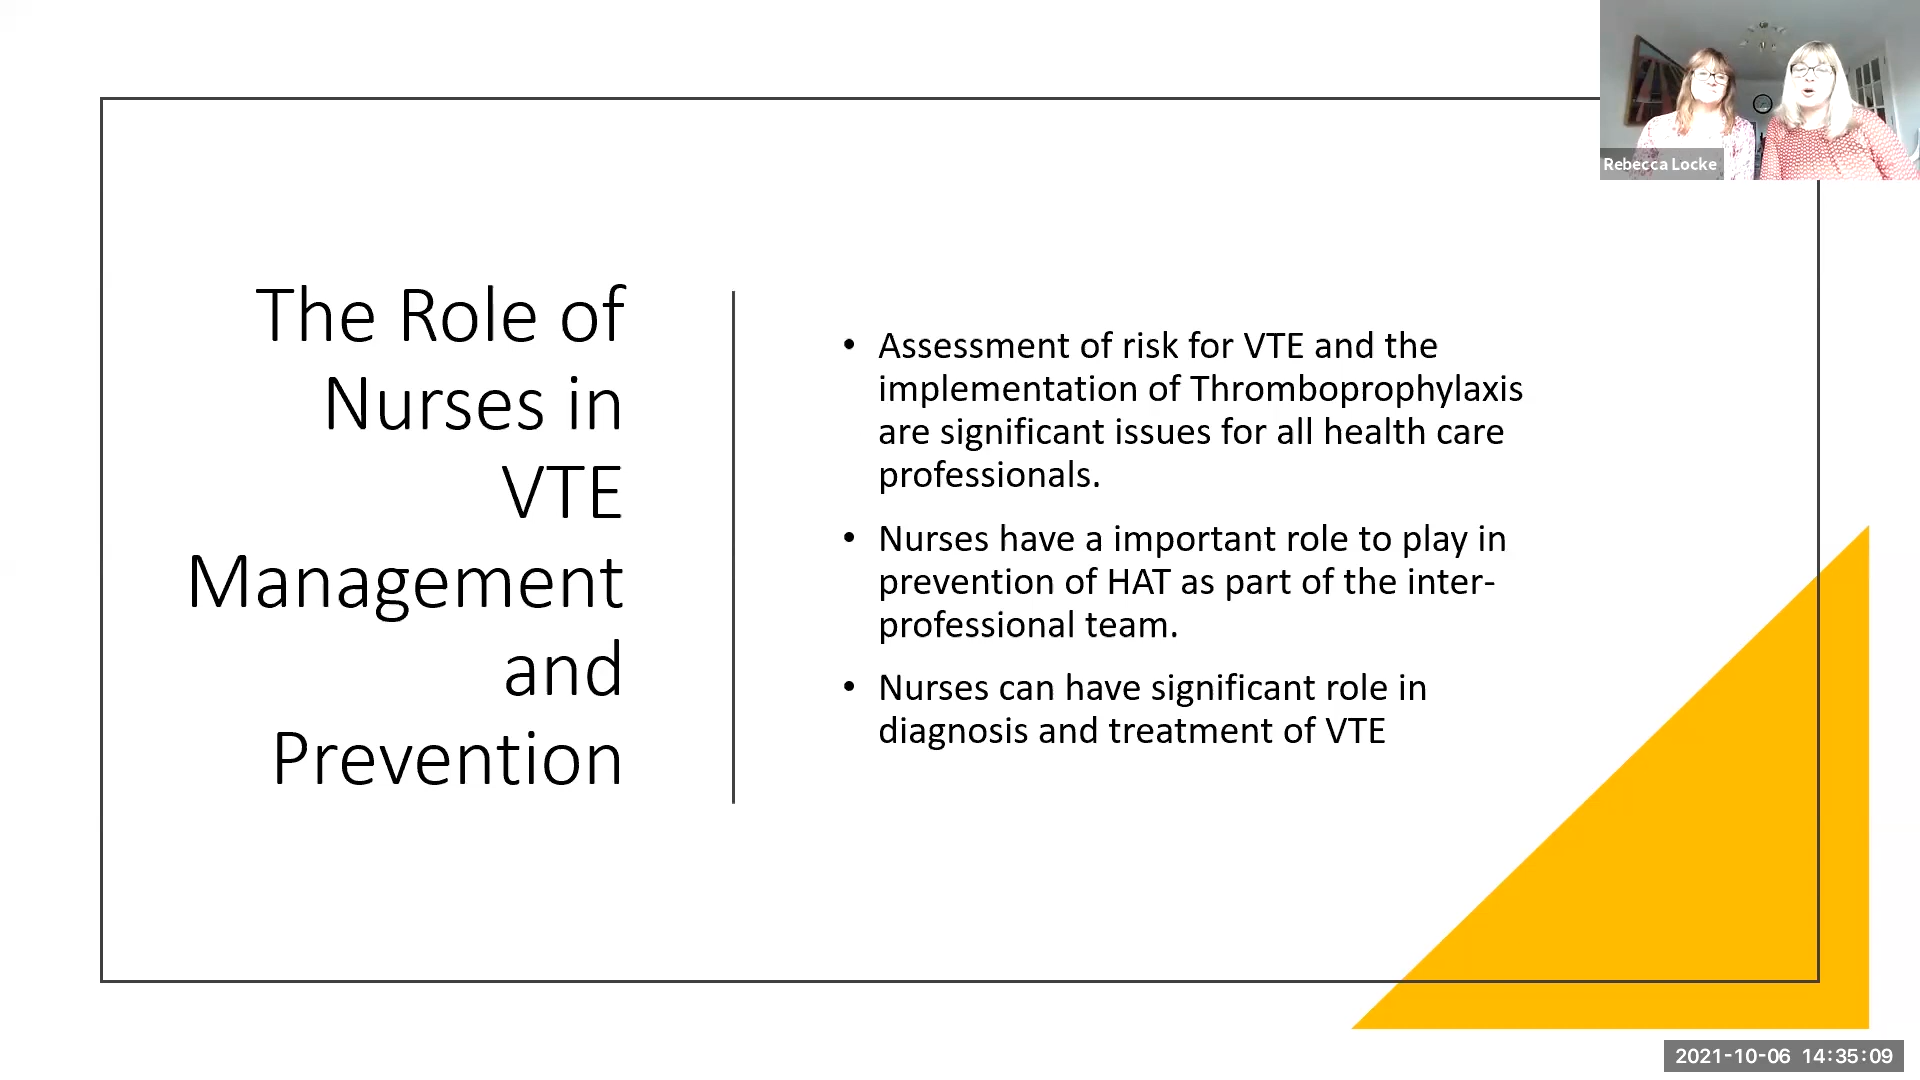 Rebecca Locke
The Role of
Nurses in
VTE
Management
and
Prevention
• Assessment of risk for VTE and the
implementation of Thromboprophylaxis
are significant issues for all health care
professionals.
• Nurses have a important role to play in
prevention of HAT as part of the inter-
professional team.
• Nurses can have significant role in
diagnosis and treatment of VTE
2021-10-06 14:35:09